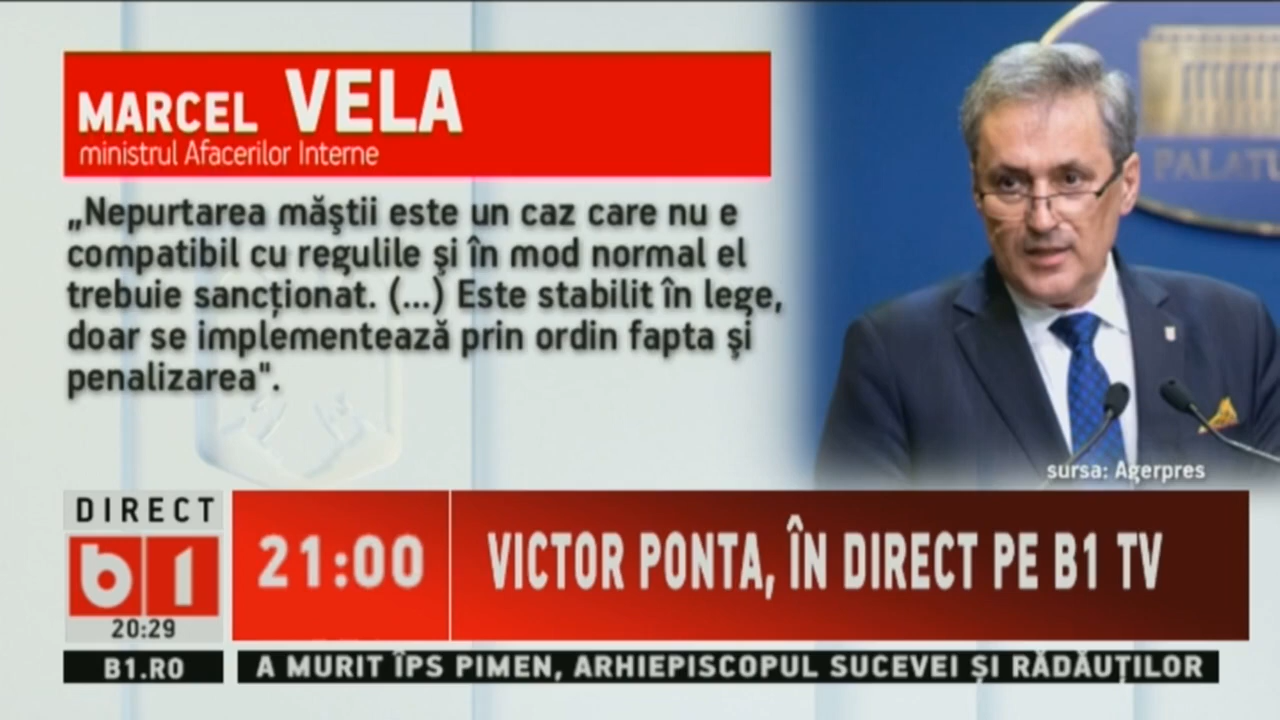 MARCEL VELA
ministrul Afacerilor Interne
„Nepurtarea măştii este un caz care nu e
compatibil cu regulile şi în mod normal el
trebuie sancţionat. (...) Este stabilit în lege,
doar se implementează prin ordin fapta şi
penalizarea".
PALATU
sursa: Agerpres
DIRECT
b1
20:29
21:00
VICTOR PONTA, ÎN DIRECT PE B1 TV
B1.RO
A MURIT ÎPS PIMEN, ARHIEPISCOPUL SUCEVEI ŞI RĂDĂUŢILOR